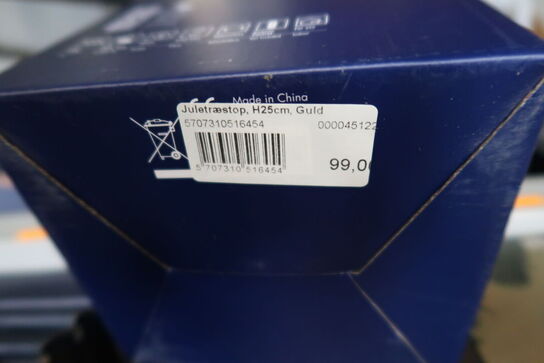 Made in China
Juletræstop, H25cm, Guld
5707310516454 000045122
99,0
5 707310 516454